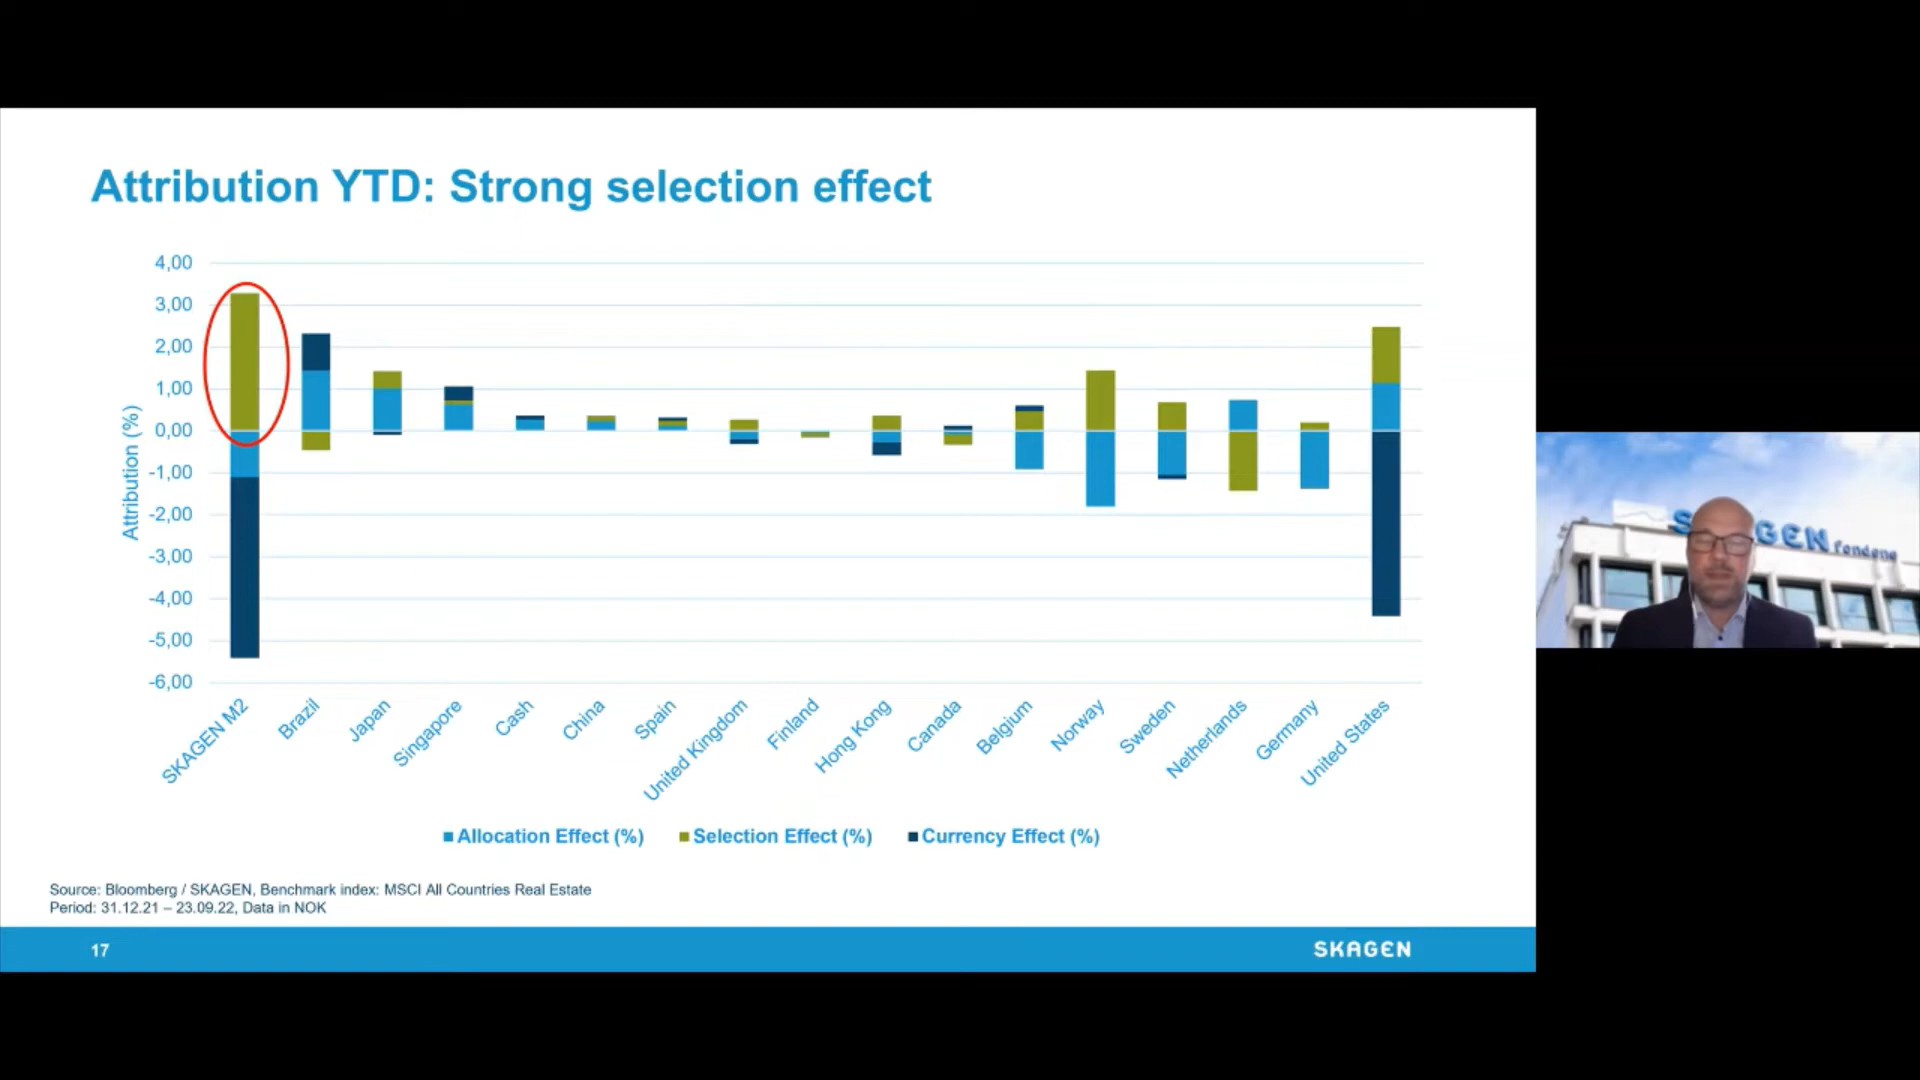 Attribution YTD: Strong selection effect
4,00
3,00
2,00
1,00
0,00
-1,00
-2,00
-3,00
-4,00
-5,00
-6,00
Attribution (%)
SKAGEN M2
Brazil
Japan
Singapore
Cash
China
Spain
United Kingdom
Finland
Hong Kong
Canada
Belgium
Norway
Sweden
Netherlands
Germany
United States
Allocation Effect (%)
Selection Effect (%)
Currency Effect (%)
Source: Bloomberg / SKAGEN, Benchmark index: MSCI All Countries Real Estate
Period: 31.12.21 – 23.09.22, Data in NOK
17
SKAGEN
GEN fondene